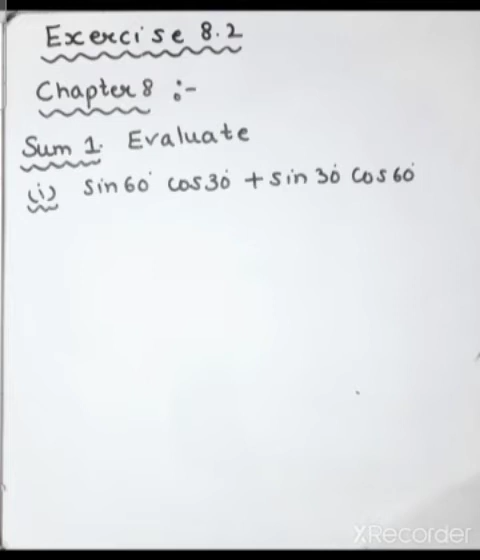 Exercise 8.2
Chapter 8 :-
Sum 1. Evaluate
(i) sin 60° cos 30° + sin 30° cos 60°
XRecorder